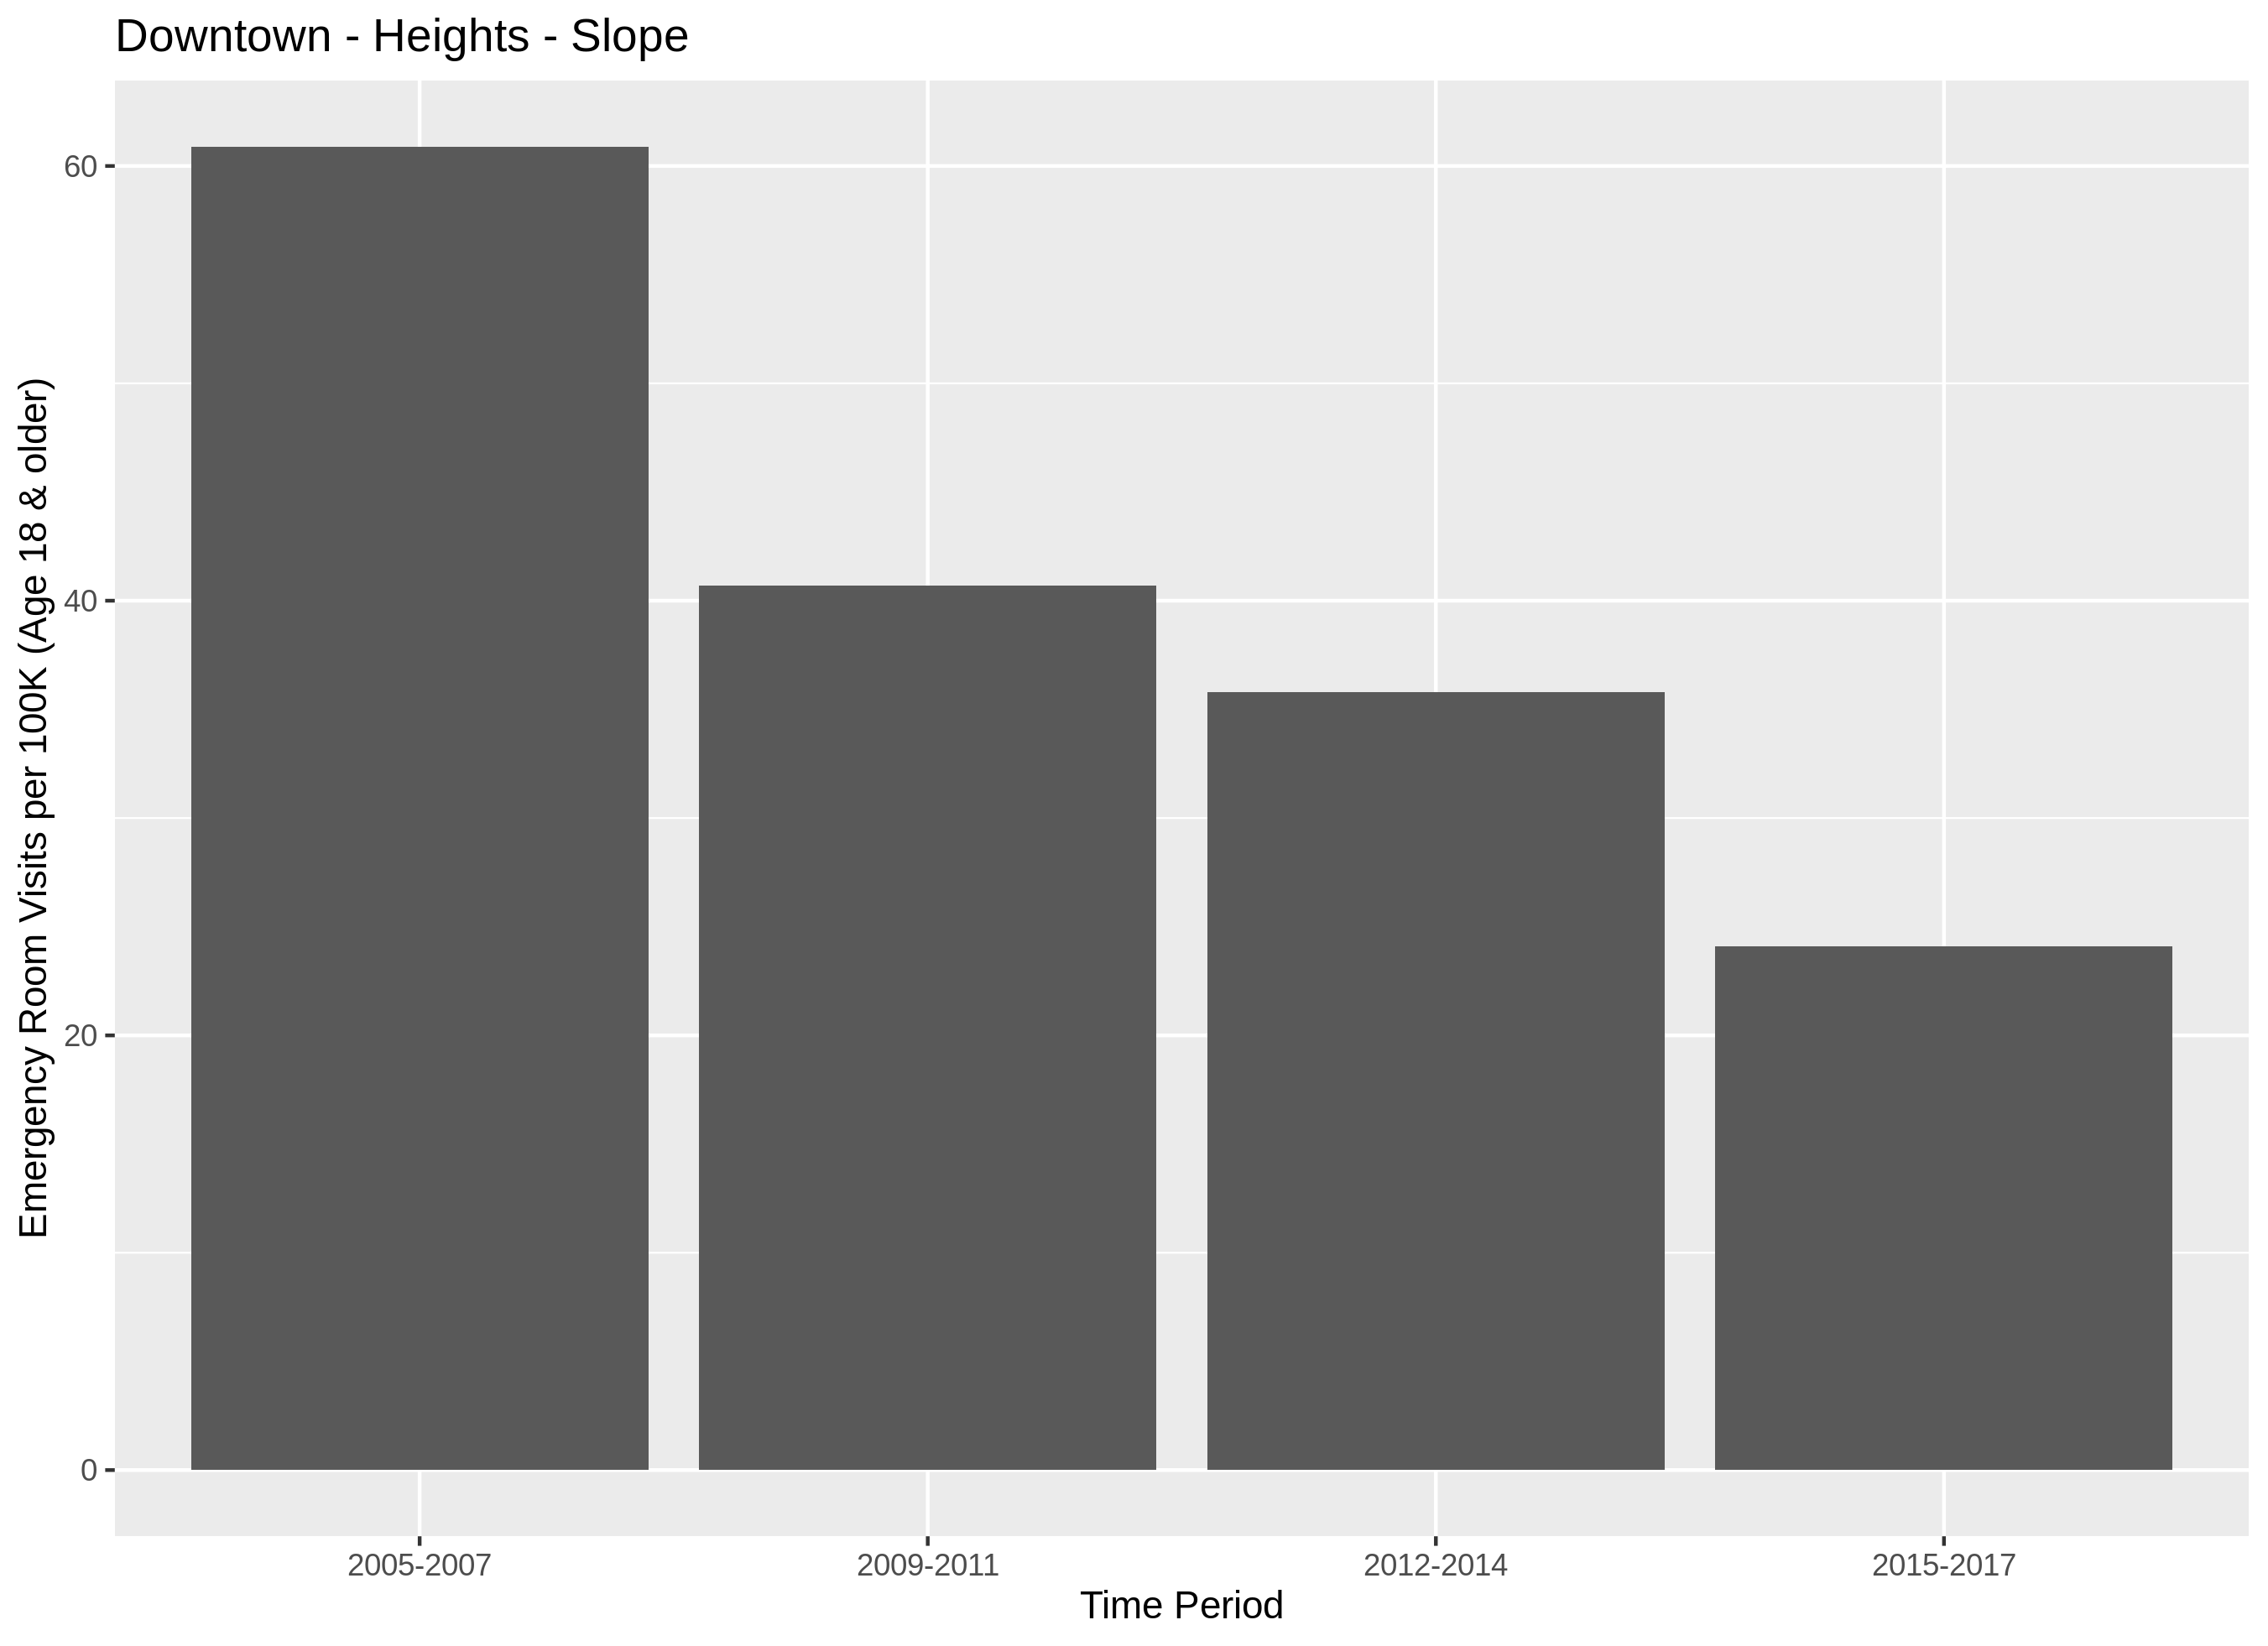 Downtown - Heights - Slope
Emergency Room Visits per 100K (Age 18 & older)
60
40
20
0
2005-2007
2009-2011
2012-2014
2015-2017
Time Period